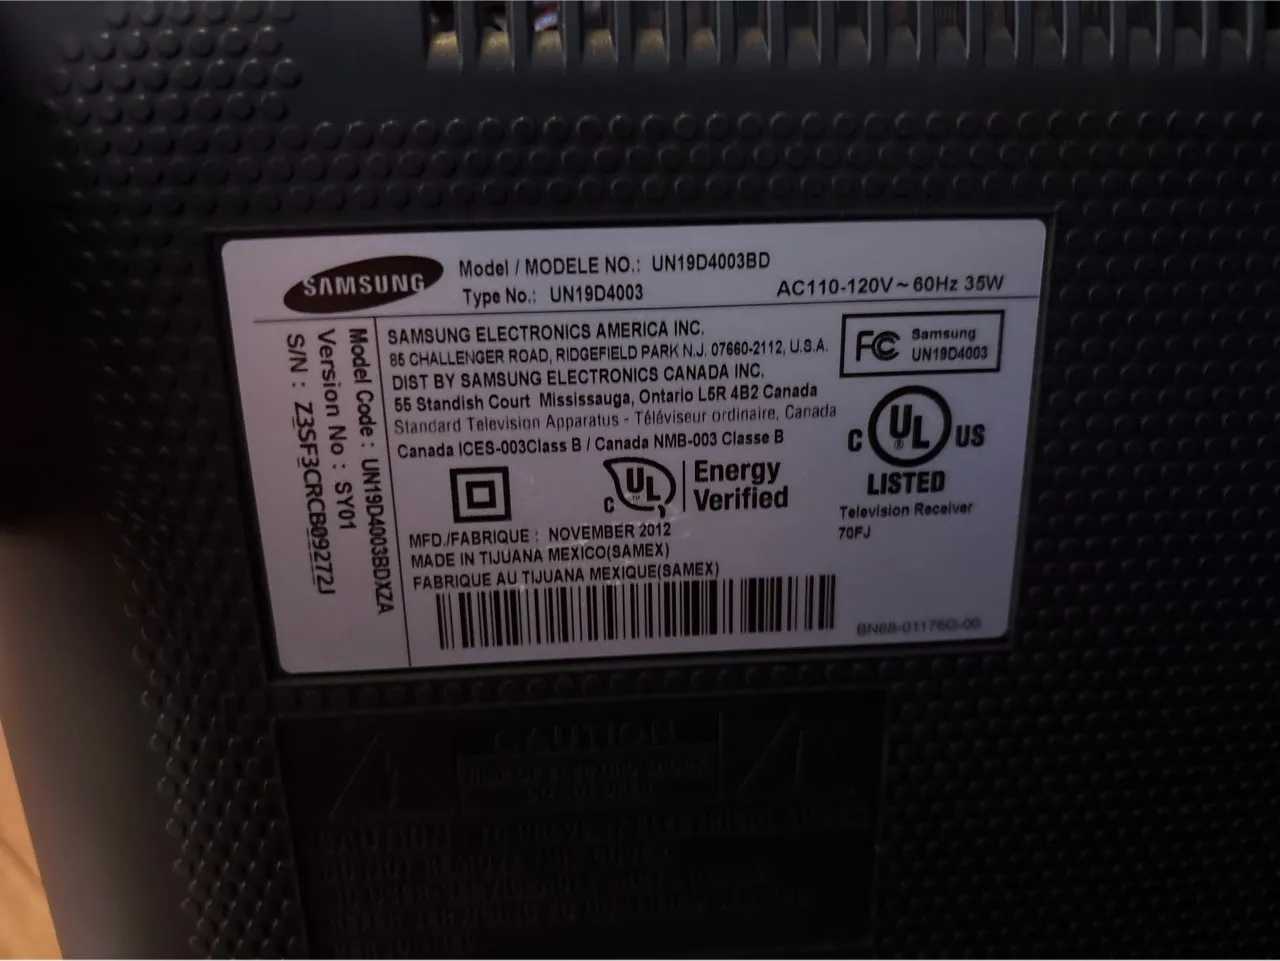 SAMSUNG
Model / MODELE NO.: UN19D4003BD
Type No.: UN19D4003
AC110-120V ~ 60Hz 35W
Model Code : UN19D4003BDXZA
Version No : SY01
S/N : Z3SF3CRCB09272J
SAMSUNG ELECTRONICS AMERICA INC.
85 CHALLENGER ROAD, RIDGEFIELD PARK N.J. 07660-2112, U.S.A.
DIST BY SAMSUNG ELECTRONICS CANADA INC.
55 Standish Court Mississauga, Ontario L5R 4B2 Canada
Standard Television Apparatus - Téléviseur ordinaire, Canada
Canada ICES-003Class B / Canada NMB-003 Classe B
FC Samsung
UN19D4003
C UL ® US
LISTED
Television Receiver
70FJ
C UL ™ Energy
Verified
MFD./FABRIQUE : NOVEMBER 2012
MADE IN TIJUANA MEXICO(SAMEX)
FABRIQUE AU TIJUANA MEXIQUE(SAMEX)
BN68-01176G-00
CAUTION